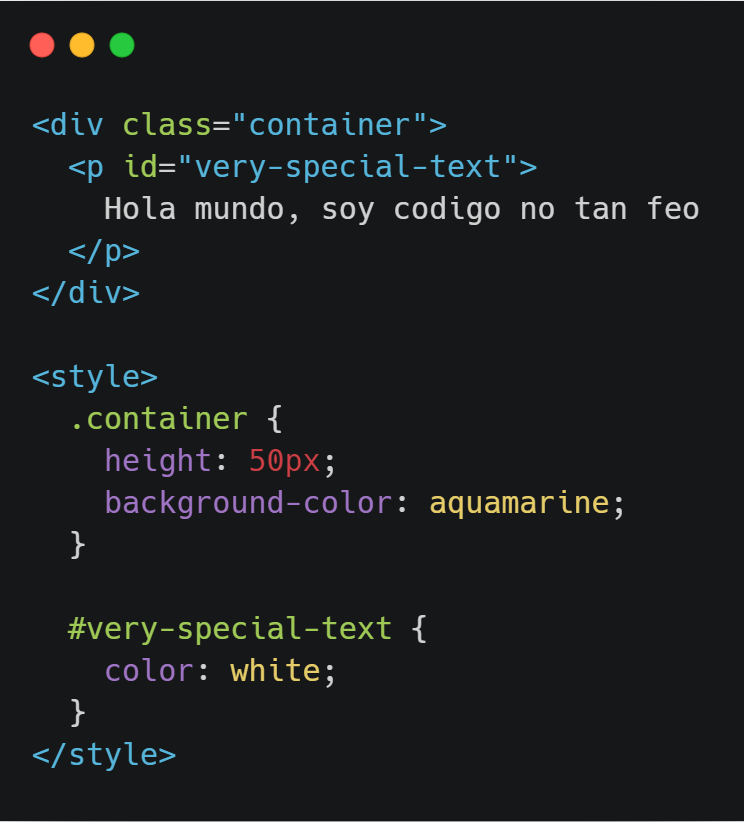 <div class="container">
  <p id="very-special-text">
    Hola mundo, soy codigo no tan feo
  </p>
</div>

<style>
  .container {
    height: 50px;
    background-color: aquamarine;
  }

  #very-special-text {
    color: white;
  }
</style>